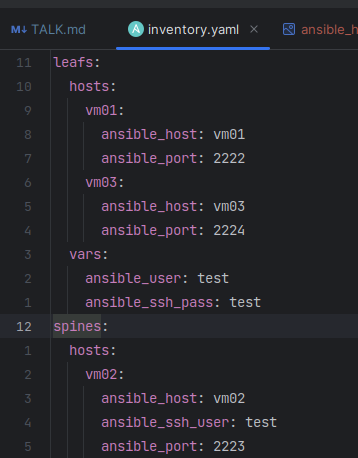 TALK.md inventory.yaml ansible_h
11 leafs:
10 hosts:
9 vm01:
8 ansible_host: vm01
7 ansible_port: 2222
6 vm03:
5 ansible_host: vm03
4 ansible_port: 2224
3 vars:
2 ansible_user: test
1 ansible_ssh_pass: test
12 spines:
1 hosts:
2 vm02:
3 ansible_host: vm02
4 ansible_ssh_user: test
5 ansible_port: 2223